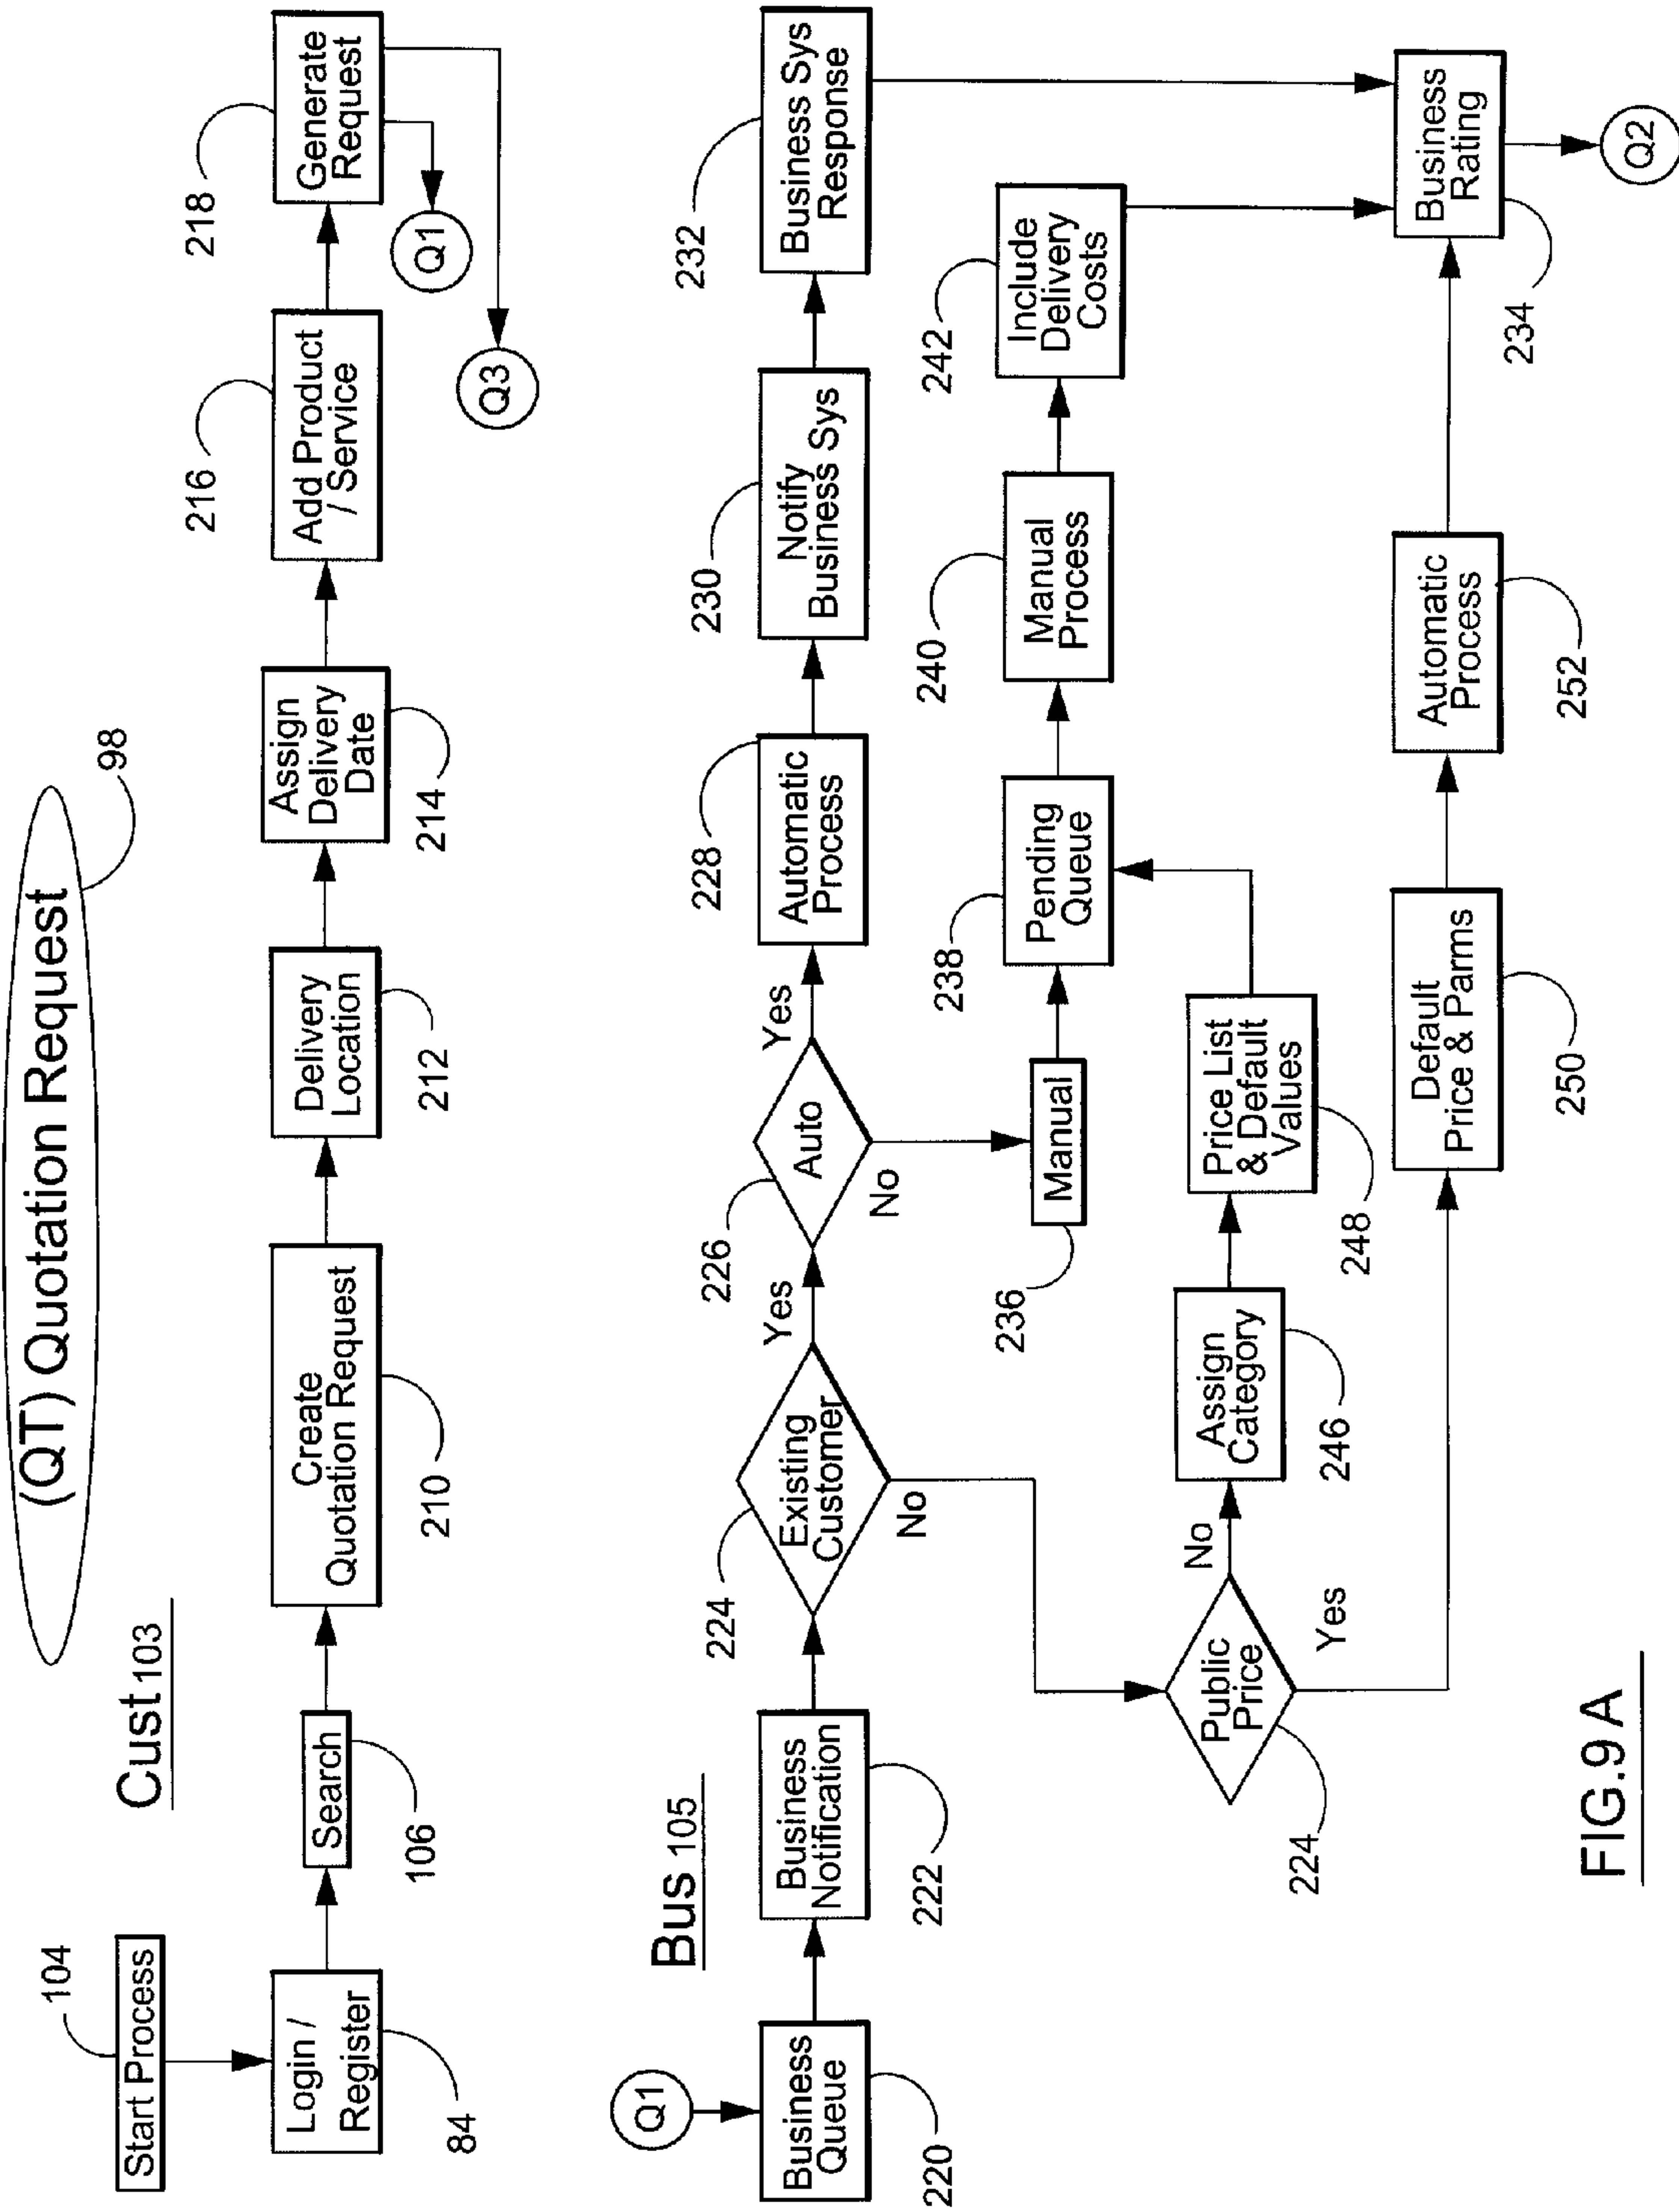 (QT) Quotation Request
98
Cust 103
104
Start Process
Login /
Register
84
Search
106
Create
Quotation Request
210
Delivery
Location
212
Assign
Delivery
Date
214
216
Add Product
/ Service
218
Generate
Request
Q1
Q3
Bus 105
Q1
Business
Queue
220
Business
Notification
222
224
Existing
Customer
Yes
No
226
Auto
Yes
No
228
Automatic
Process
230
Notify
Business Sys
232
Business Sys
Response
236
Manual
238
Pending
Queue
240
Manual
Process
242
Include
Delivery
Costs
Public
Price
224
No
Yes
Assign
Category
246
Price List
& Default
Values
248
Default
Price & Parms
250
Automatic
Process
252
Business
Rating
234
Q2
FIG.9 A